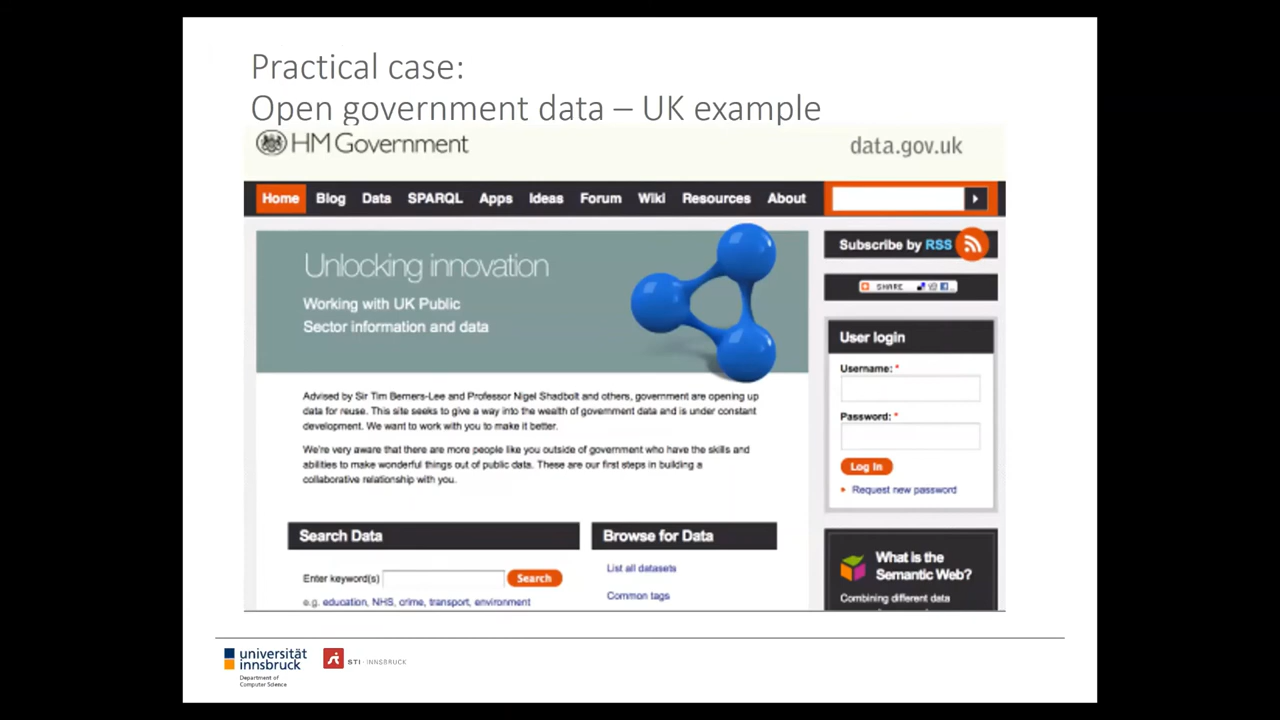 Practical case:
Open government data – UK example
HM Government
data.gov.uk
Home Blog Data SPARQL Apps Ideas Forum Wiki Resources About
Unlocking innovation
Working with UK Public
Sector information and data
Advised by Sir Tim Berners-Lee and Professor Nigel Shadbolt and others, government are opening up
data for reuse. This site seeks to give a way into the wealth of government data and is under constant
development. We want to work with you to make it better.
We're very aware that there are more people like you outside of government who have the skills and
abilities to make wonderful things out of public data. These are our first steps in building a
collaborative relationship with you.
Search Data
Enter keyword(s)
Search
e.g. education, NHS, crime, transport, environment
Browse for Data
List all datasets
Common tags
Subscribe by RSS
SHARE
User login
Username: *
Password: *
Log In
Request new password
What is the
Semantic Web?
Combining different data
universität
innsbruck
Department of
Computer Science
STI · INNSBRUCK